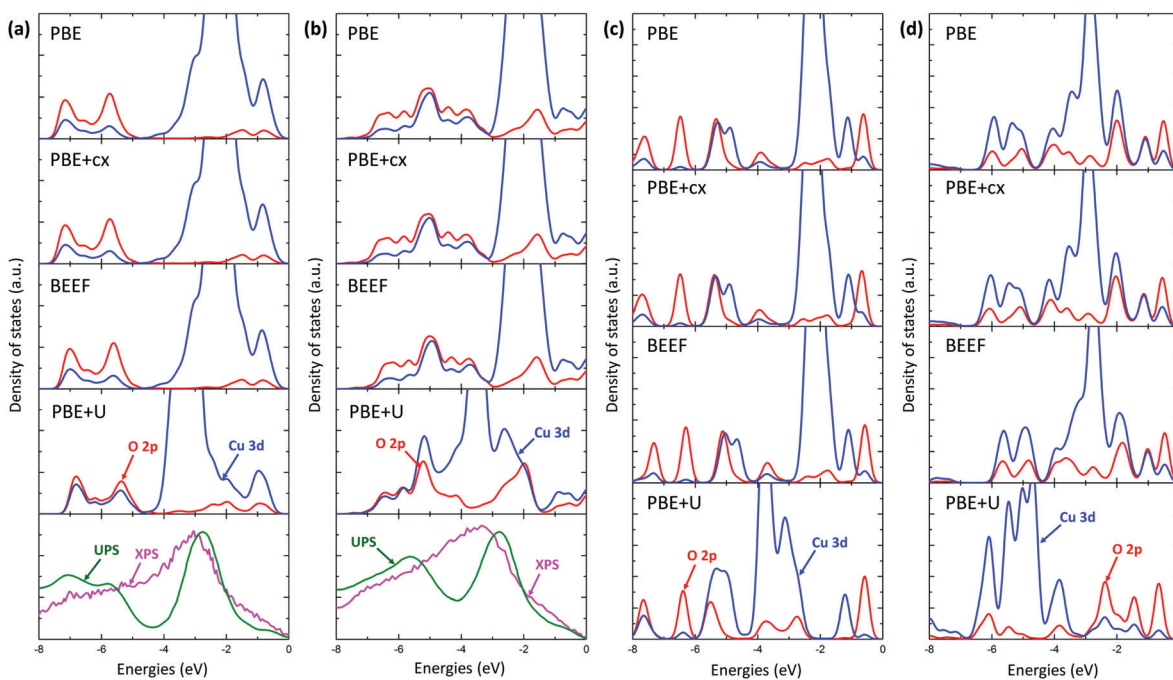 (a)
PBE
PBE+cx
BEEF
PBE+U
O 2p
Cu 3d
UPS
XPS
Density of states (a.u.)
-8 -6 -4 -2 0
Energies (eV)
(b)
PBE
PBE+cx
BEEF
PBE+U
O 2p
Cu 3d
UPS
XPS
Density of states (a.u.)
-8 -6 -4 -2 0
Energies (eV)
(c)
PBE
PBE+cx
BEEF
PBE+U
O 2p
Cu 3d
Density of states (a.u.)
-8 -6 -4 -2 0
Energies (eV)
(d)
PBE
PBE+cx
BEEF
PBE+U
Cu 3d
O 2p
Density of states (a.u.)
-8 -6 -4 -2 0
Energies (eV)